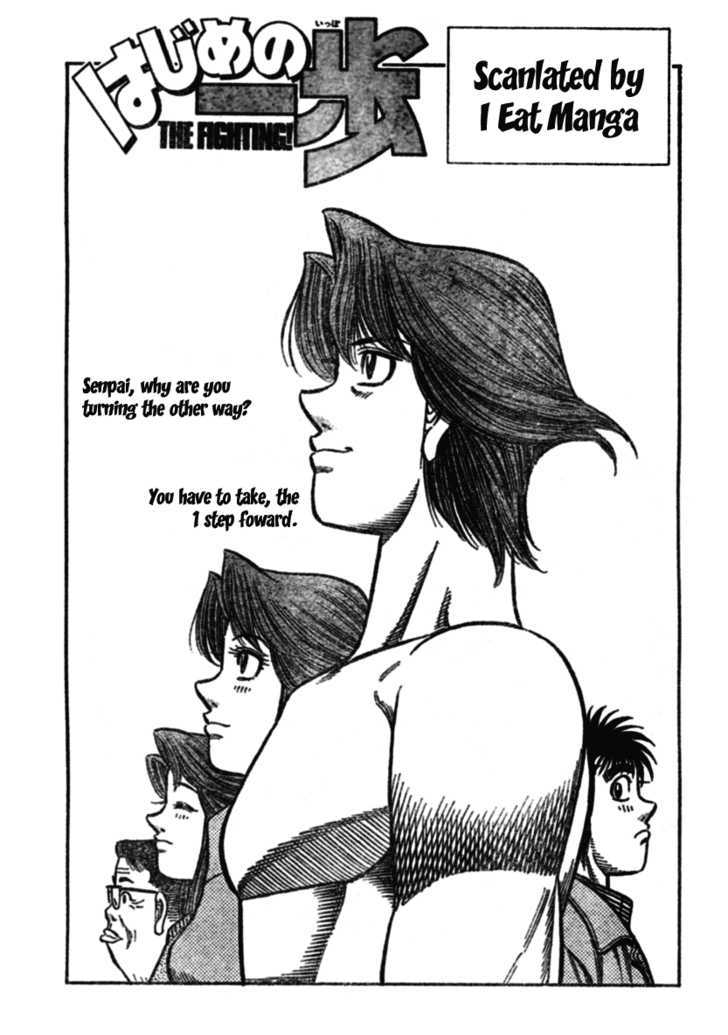 はじめの一歩
いっぽ
THE FIGHTING!
Scanlated by
I Eat Manga
Senpai, why are you
turning the other way?
You have to take, the
1 step foward.